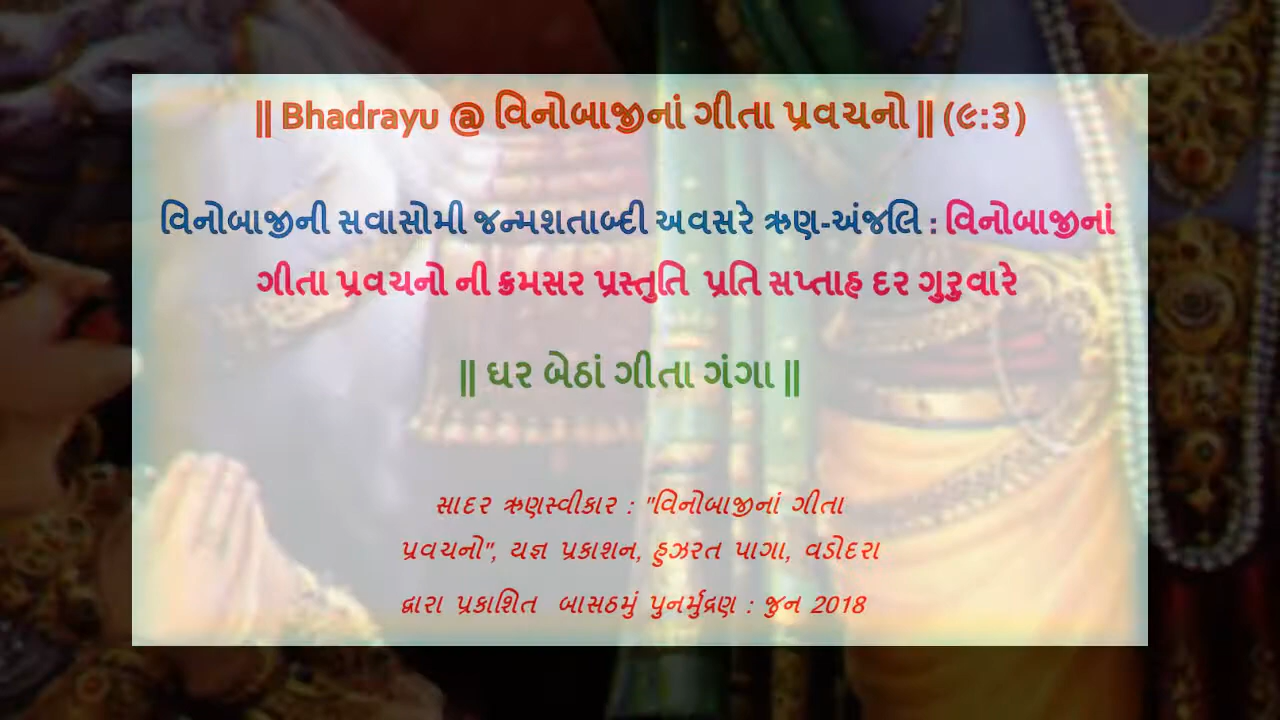 || Bhadrayu @ વિનોબાજીનાં ગીતા પ્રવચનો || (૯:૩)
વિનોબાજીની સવાસોમી જન્મશતાબ્દી અવસરે ઋણ-અંજલિ : વિનોબાજીનાં
ગીતા પ્રવચનો ની ક્રમસર પ્રસ્તુતિ પ્રતિ સપ્તાહ દર ગુરુવારે
|| ઘર બેઠાં ગીતા ગંગા ||
સાદર ઋણસ્વીકાર : "વિનોબાજીનાં ગીતા
પ્રવચનો", યજ્ઞ પ્રકાશન, હુઝરત પાગા, વડોદરા
દ્વારા પ્રકાશિત બાસઠમું પુનર્મુદ્રણ : જુન 2018